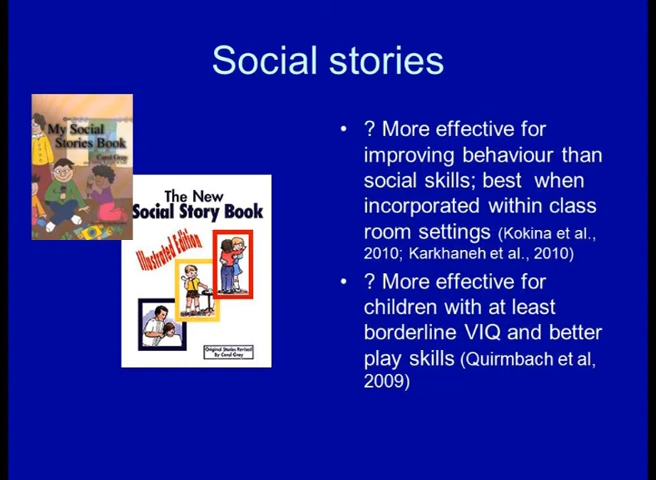 Social stories
My Social
Stories Book
Carol Gray
The New
Social Story Book
Illustrated Edition
Original Stories Revised
By Carol Gray
• ? More effective for
improving behaviour than
social skills; best when
incorporated within class
room settings (Kokina et al.,
2010; Karkhaneh et al., 2010)
• ? More effective for
children with at least
borderline VIQ and better
play skills (Quirmbach et al,
2009)